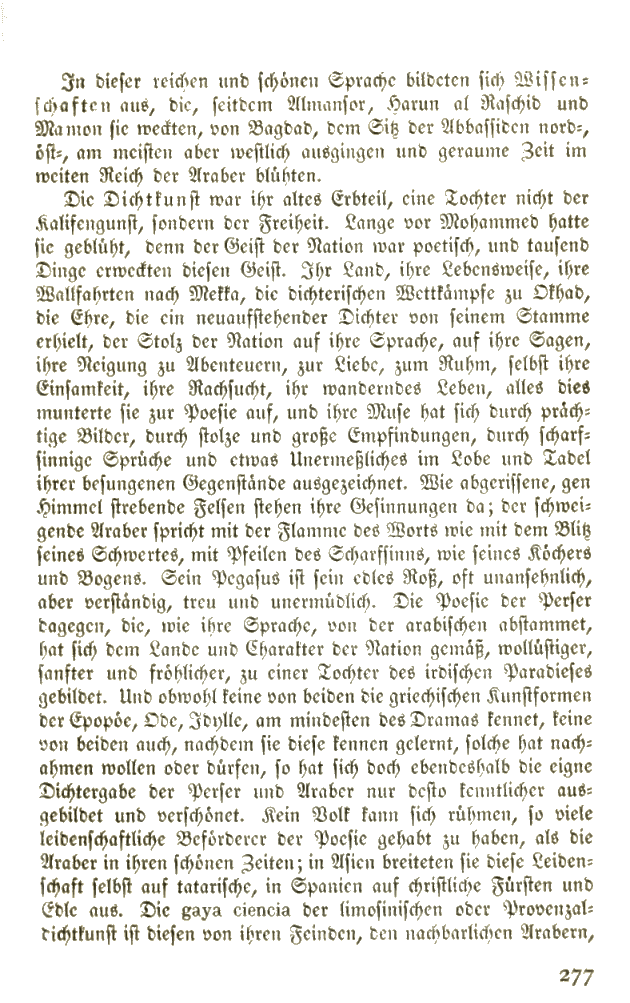 In dieser reichen und schönen Sprache bildeten sich Wissen-
schaften aus, die, seitdem Almansor, Harun al Raschid und
Mamon sie weckten, von Bagdad, dem Sitz der Abbassiden nord-,
öst-, am meisten aber westlich ausgingen und geraume Zeit im
weiten Reich der Araber blühten.
Die Dichtkunst war ihr altes Erbteil, eine Tochter nicht der
Kalifengunst, sondern der Freiheit. Lange vor Mohammed hatte
sie geblüht, denn der Geist der Nation war poetisch, und tausend
Dinge erweckten diesen Geist. Ihr Land, ihre Lebensweise, ihre
Wallfahrten nach Mekka, die dichterischen Wettkämpfe zu Okhad,
die Ehre, die ein neuaufstehender Dichter von seinem Stamme
erhielt, der Stolz der Nation auf ihre Sprache, auf ihre Sagen,
ihre Neigung zu Abenteuern, zur Liebe, zum Ruhm, selbst ihre
Einsamkeit, ihre Rachsucht, ihr wanderndes Leben, alles dies
munterte sie zur Poesie auf, und ihre Muse hat sich durch präch-
tige Bilder, durch stolze und große Empfindungen, durch scharf-
sinnige Sprüche und etwas Unermeßliches im Lobe und Tadel
ihrer besungenen Gegenstände ausgezeichnet. Wie abgerissene, gen
Himmel strebende Felsen stehen ihre Gesinnungen da; der schwei-
gende Araber spricht mit der Flamme des Worts wie mit dem Blitz
seines Schwertes, mit Pfeilen des Scharfsinns, wie seines Köchers
und Bogens. Sein Pegasus ist sein edles Roß, oft unansehnlich,
aber verständig, treu und unermüdlich. Die Poesie der Perser
dagegen, die, wie ihre Sprache, von der arabischen abstammet,
hat sich dem Lande und Charakter der Nation gemäß, wollüstiger,
sanfter und fröhlicher, zu einer Tochter des irdischen Paradieses
gebildet. Und obwohl keine von beiden die griechischen Kunstformen
der Epopöe, Ode, Idylle, am mindesten des Dramas kennet, keine
von beiden auch, nachdem sie diese kennen gelernt, solche hat nach-
ahmen wollen oder dürfen, so hat sich doch ebendeshalb die eigne
Dichtergabe der Perser und Araber nur desto kenntlicher aus-
gebildet und verschönet. Kein Volk kann sich rühmen, so viele
leidenschaftliche Beförderer der Poesie gehabt zu haben, als die
Araber in ihren schönen Zeiten; in Asien breiteten sie diese Leiden-
schaft selbst auf tatarische, in Spanien auf christliche Fürsten und
Edle aus. Die gaya ciencia der limosinischen oder Provenzal-
dichtkunst ist diesen von ihren Feinden, den nachbarlichen Arabern,
277